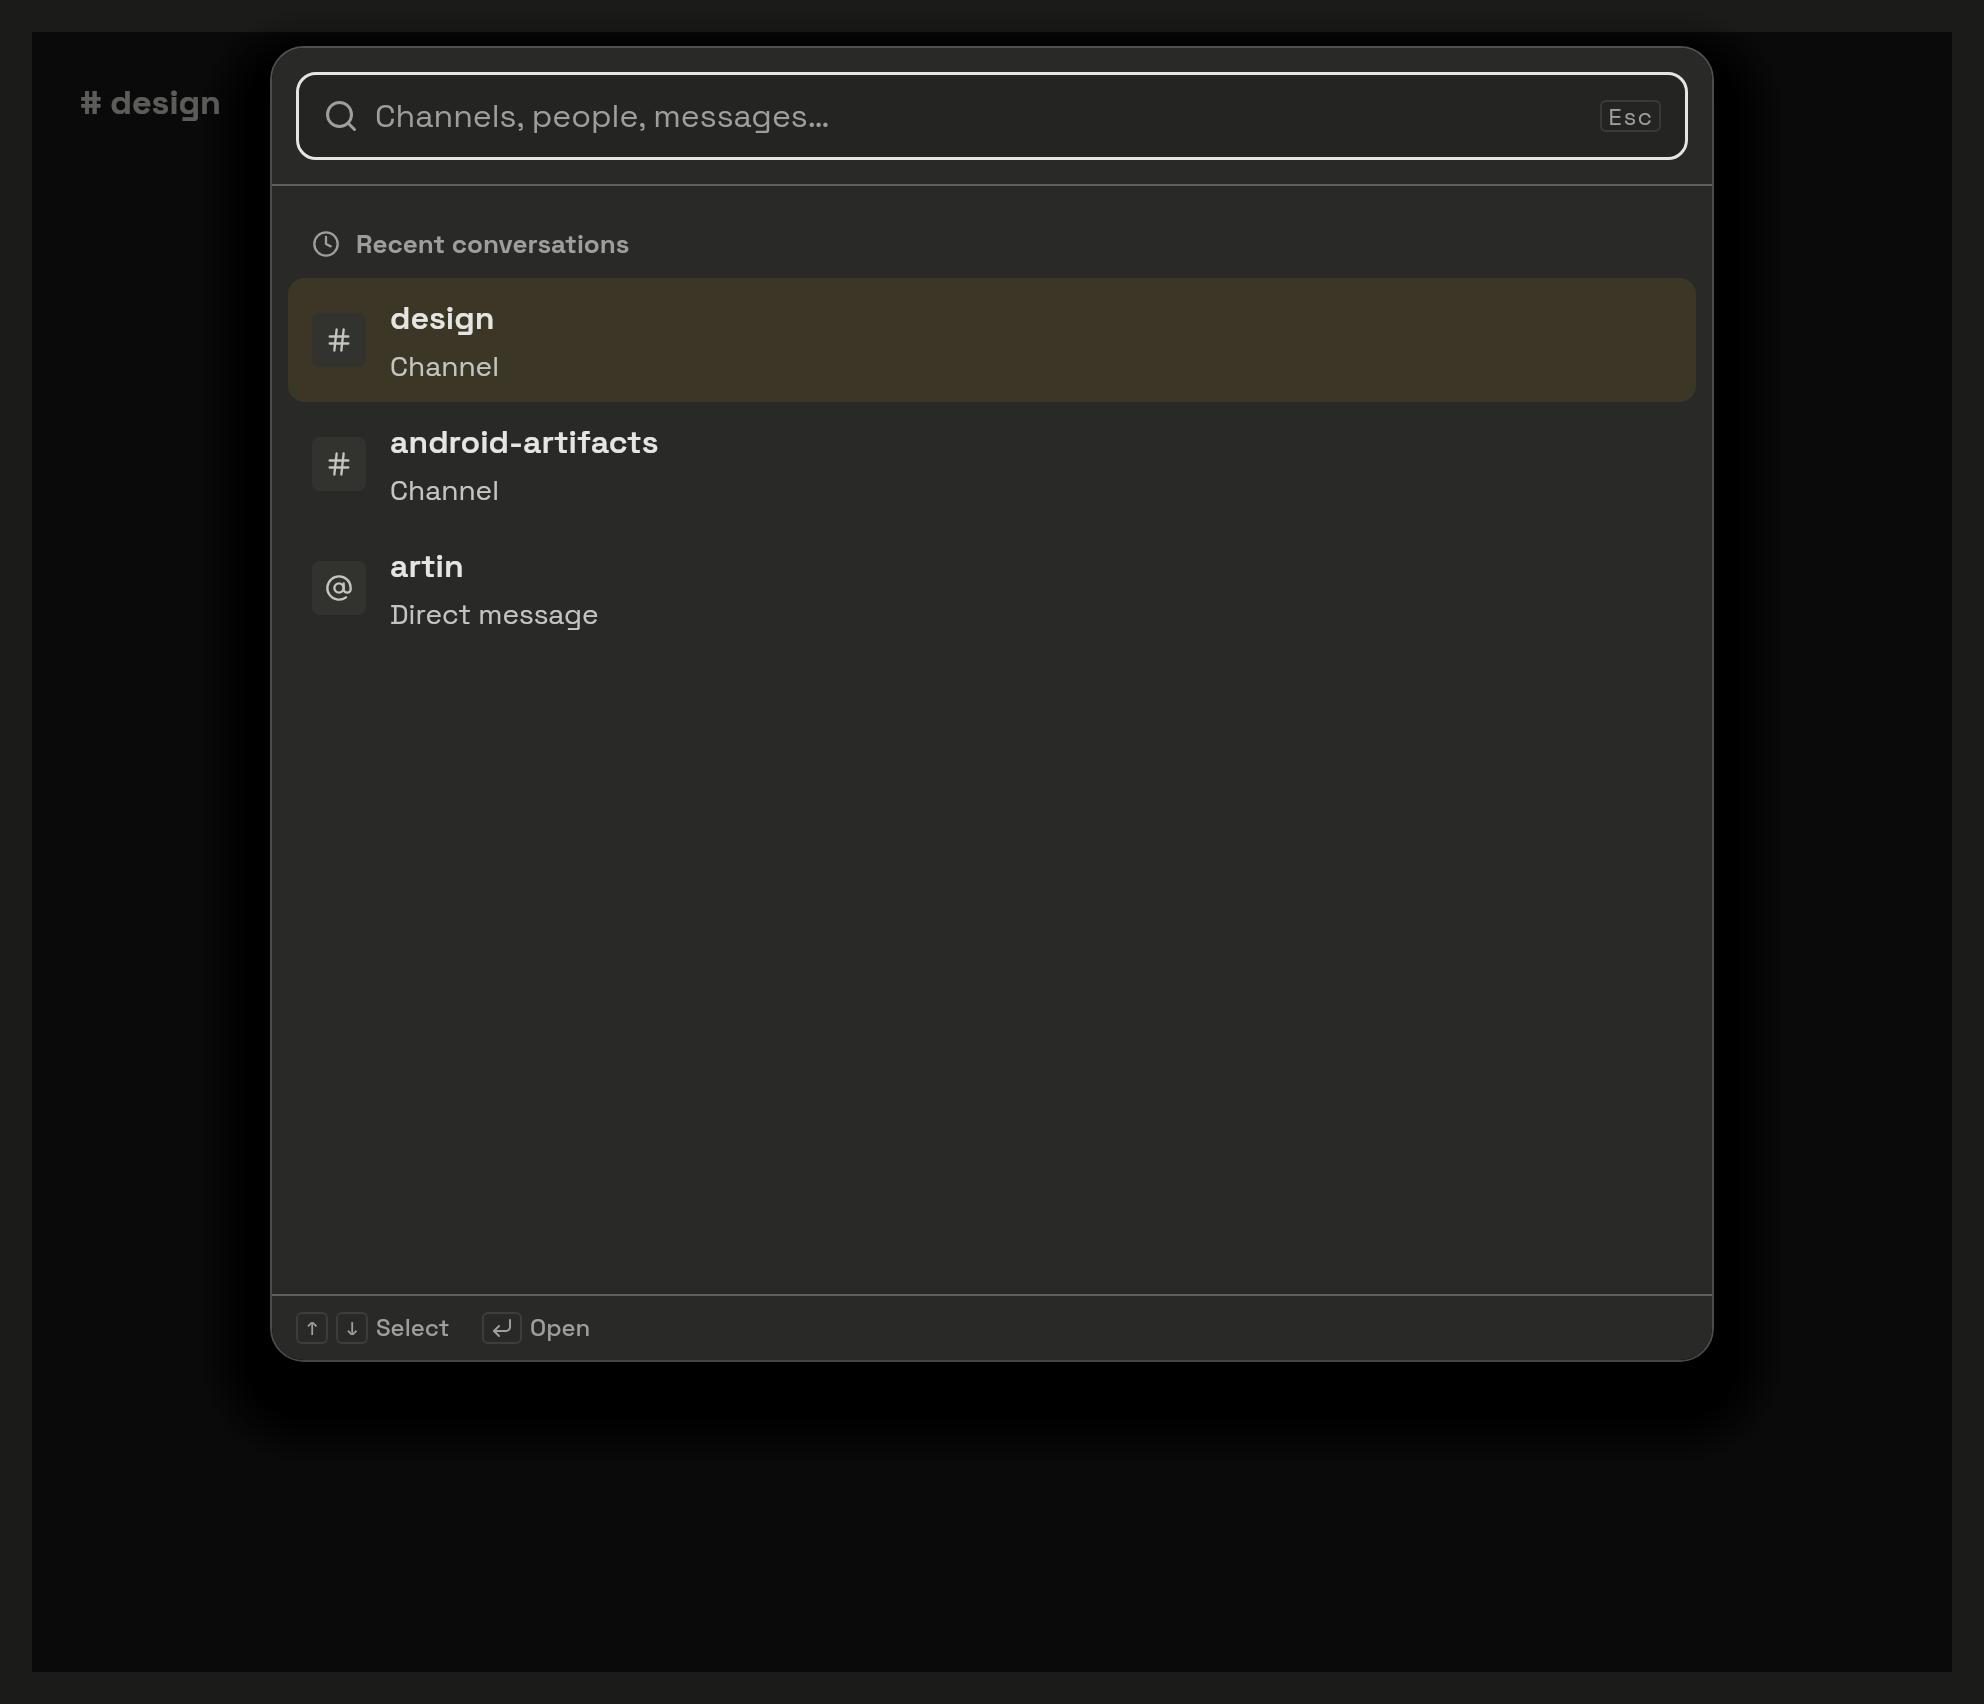 # design
Channels, people, messages…
Esc
Recent conversations
# design
Channel
# android-artifacts
Channel
@ artin
Direct message
↑ ↓ Select ↵ Open